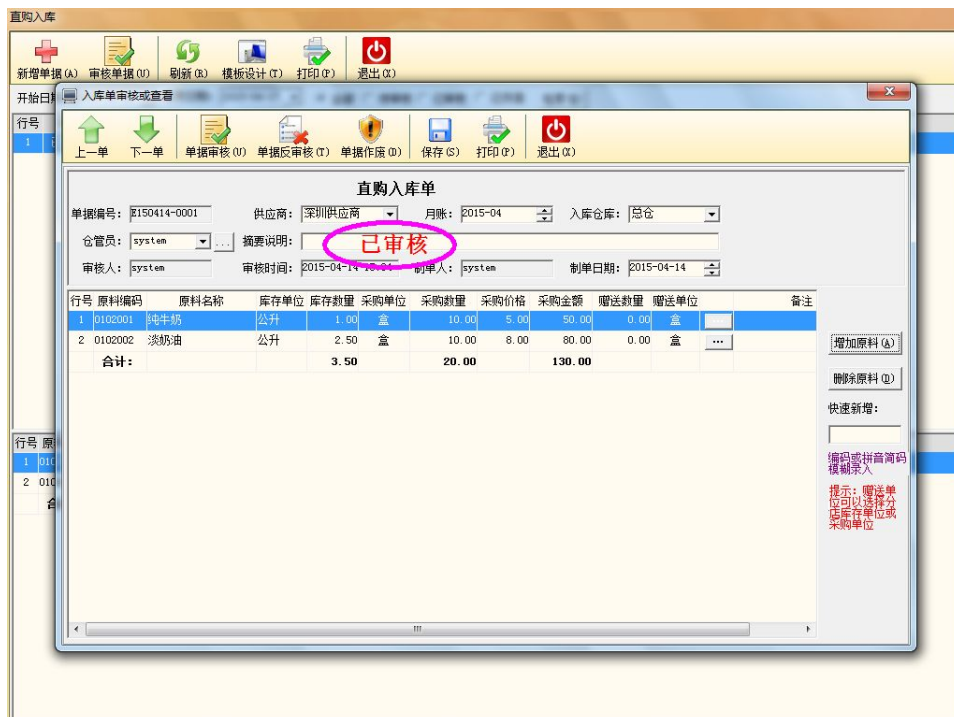 直购入库
新增单据(A) 审核单据(U) 刷新(R) 模板设计(T) 打印(P) 退出(X)
开始日期
入库单审核或查看
行号
1
上一单 下一单 单据审核(U) 单据反审核(T) 单据作废(D) 保存(S) 打印(P) 退出(X)
直购入库单
单据编号: E150414-0001 供应商: 深圳供应商 月账: 2015-04 入库仓库: 总仓
仓管员: system ... 摘要说明: 已审核
审核人: system 审核时间: 2015-04-14 制单人: system 制单日期: 2015-04-14
行号 原料编码 原料名称 库存单位 库存数量 采购单位 采购数量 采购价格 采购金额 赠送数量 赠送单位 备注
1 0102001 纯牛奶 公升 1.00 盒 10.00 5.00 50.00 0.00 盒 ...
2 0102002 淡奶油 公升 2.50 盒 10.00 8.00 80.00 0.00 盒 ...
合计: 3.50 20.00 130.00
增加原料(A)
删除原料(D)
快速新增:
编码或拼音简码
模糊录入
提示: 赠送单
位可以选择分
店库存单位或
采购单位
行号 原
1 010
2 010
合